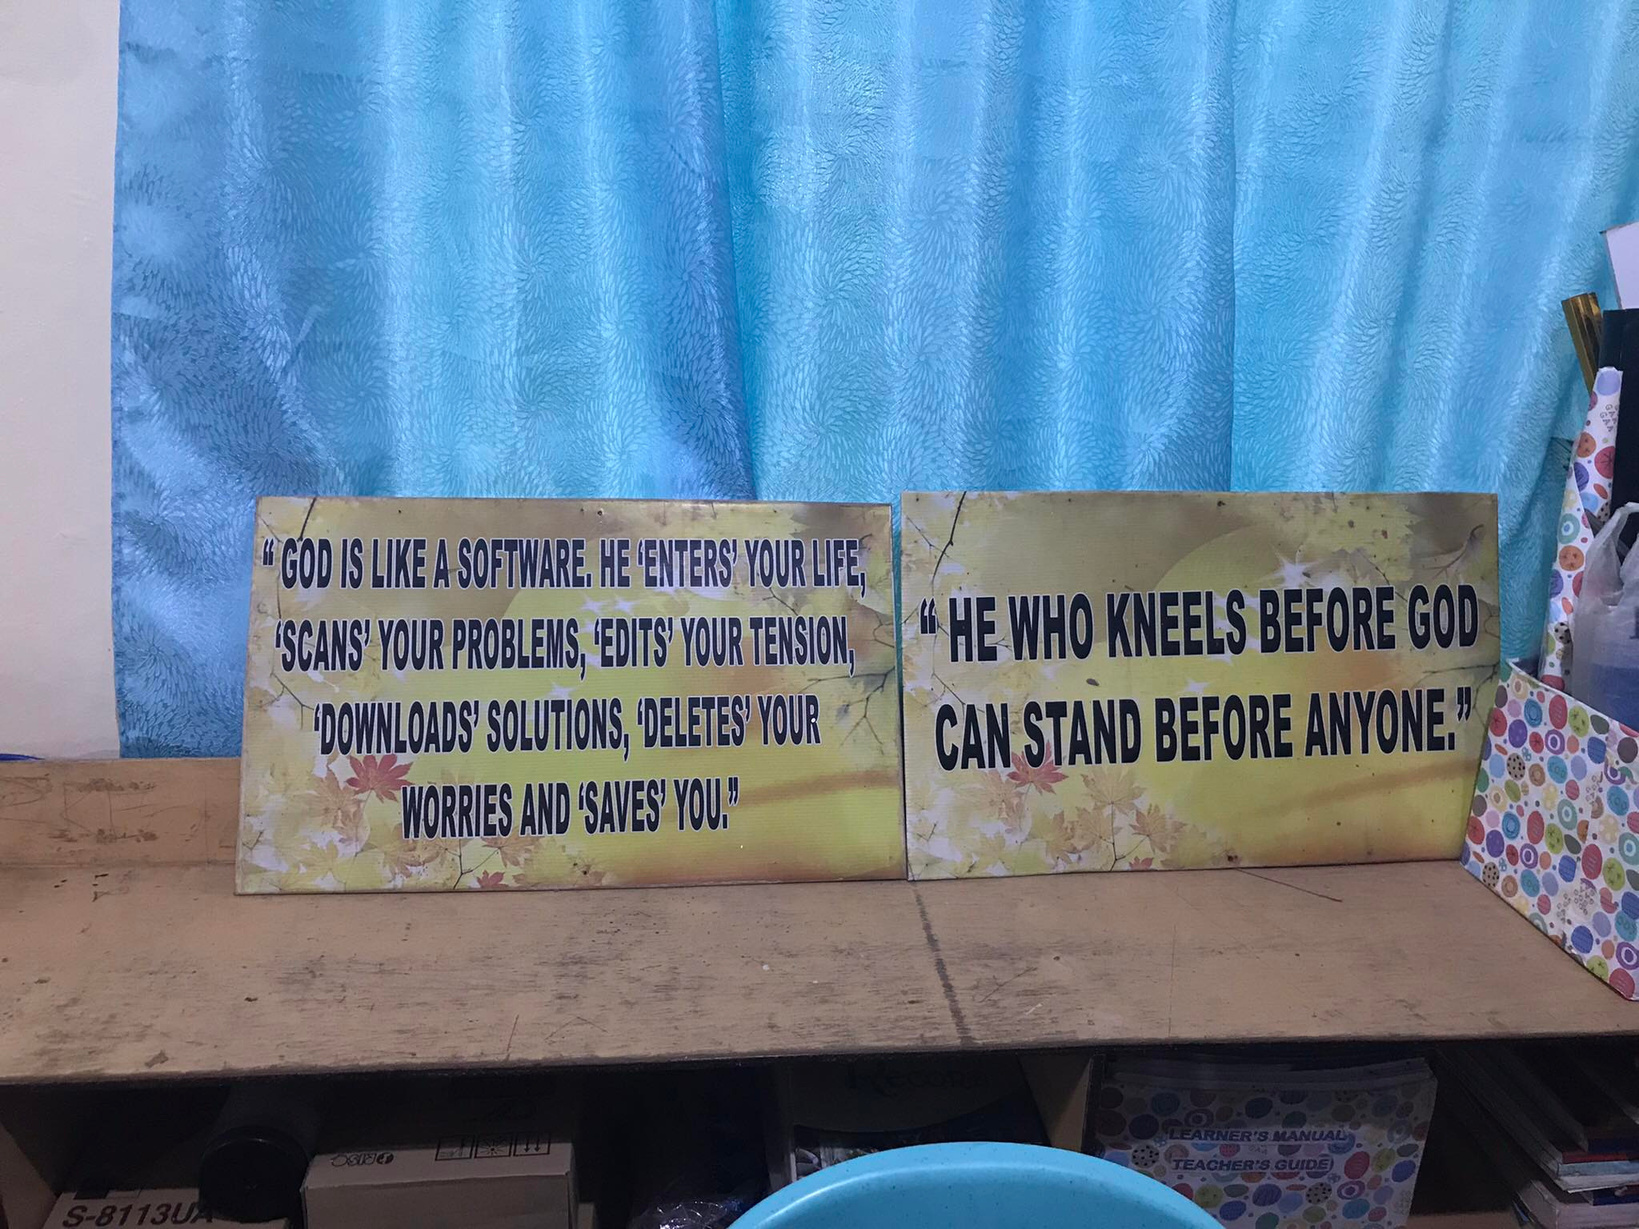 “ GOD IS LIKE A SOFTWARE. HE ‘ENTERS’ YOUR LIFE,
‘SCANS’ YOUR PROBLEMS, ‘EDITS’ YOUR TENSION,
‘DOWNLOADS’ SOLUTIONS, ‘DELETES’ YOUR
WORRIES AND ‘SAVES’ YOU.”
“ HE WHO KNEELS BEFORE GOD
CAN STAND BEFORE ANYONE.”
LEARNER'S MANUAL
TEACHER'S GUIDE
S-8113UA